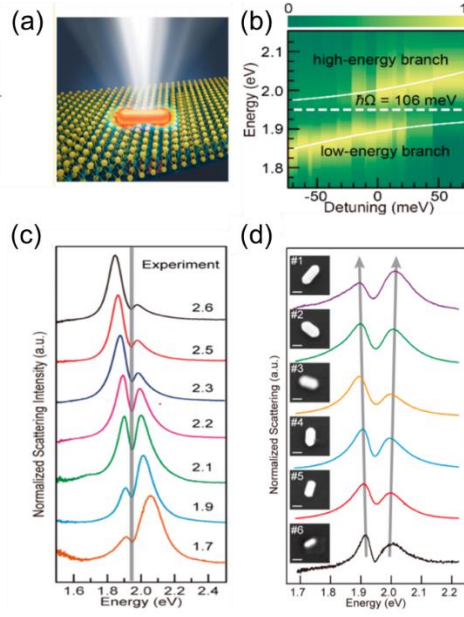 (a)
(b)
0
1
Energy (eV)
2.1
2.0
1.9
1.8
high-energy branch
ħΩ = 106 meV
low-energy branch
-50
0
50
Detuning (meV)
(c)
Normalized Scattering Intensity (a.u.)
Experiment
2.6
2.5
2.3
2.2
2.1
1.9
1.7
1.5
1.8
2.0
2.2
2.4
Energy (eV)
(d)
Normalized Scattering (a.u.)
#1
#2
#3
#4
#5
#6
1.7
1.8
1.9
2.0
2.1
2.2
Energy (eV)